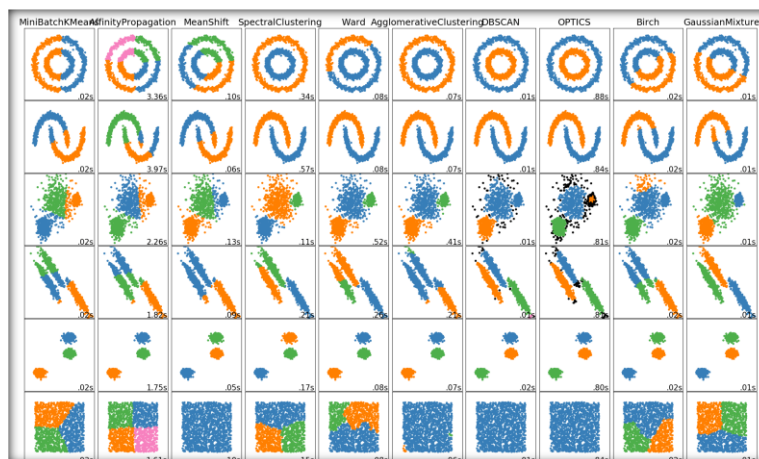 MiniBatchKMeans AffinityPropagation MeanShift SpectralClustering Ward AgglomerativeClustering DBSCAN OPTICS Birch GaussianMixture
.02s 3.36s .10s .34s .08s .07s .01s .88s .02s .01s
.02s 3.97s .06s .57s .08s .07s .01s .84s .02s .01s
.02s 2.26s .13s .11s .52s .41s .01s .81s .02s .01s
.02s 1.82s .09s .01s .02s .01s
.02s 1.75s .05s .17s .08s .07s .02s .80s .02s .01s